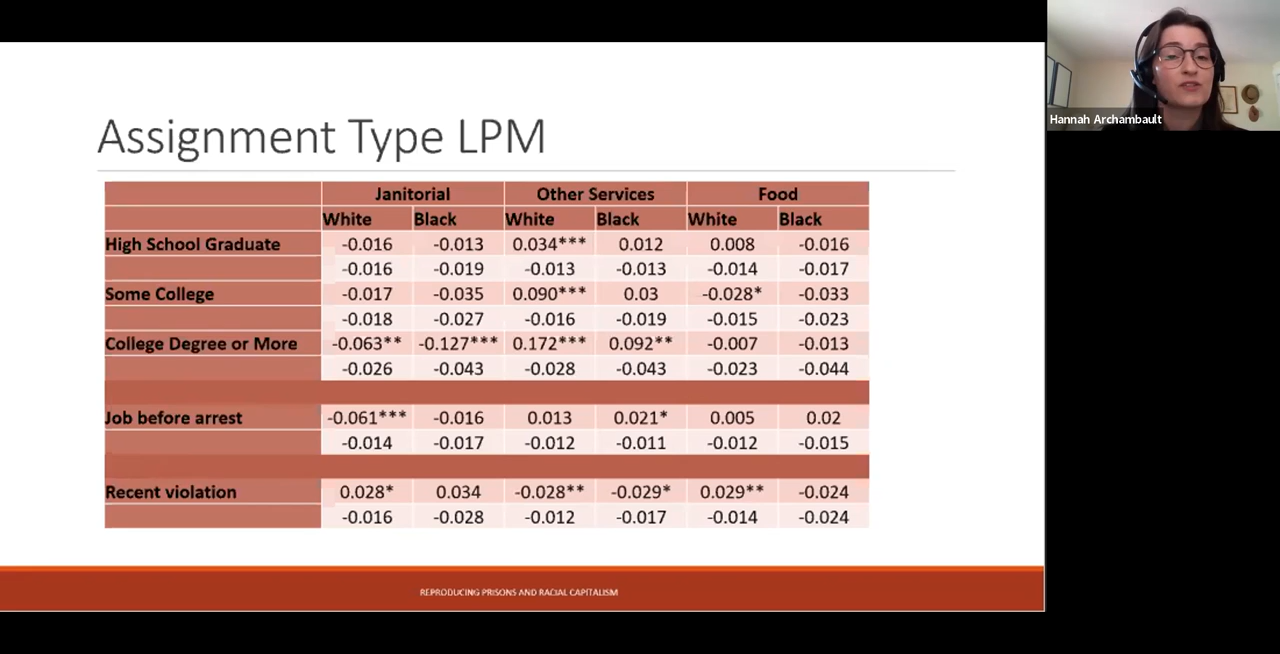 Hannah Archambault
Assignment Type LPM
Janitorial Other Services Food
White Black White Black White Black
High School Graduate -0.016 -0.013 0.034*** 0.012 0.008 -0.016
-0.016 -0.019 -0.013 -0.013 -0.014 -0.017
Some College -0.017 -0.035 0.090*** 0.03 -0.028* -0.033
-0.018 -0.027 -0.016 -0.019 -0.015 -0.023
College Degree or More -0.063** -0.127*** 0.172*** 0.092** -0.007 -0.013
-0.026 -0.043 -0.028 -0.043 -0.023 -0.044
Job before arrest -0.061*** -0.016 0.013 0.021* 0.005 0.02
-0.014 -0.017 -0.012 -0.011 -0.012 -0.015
Recent violation 0.028* 0.034 -0.028** -0.029* 0.029** -0.024
-0.016 -0.028 -0.012 -0.017 -0.014 -0.024
REPRODUCING PRISONS AND RACIAL CAPITALISM